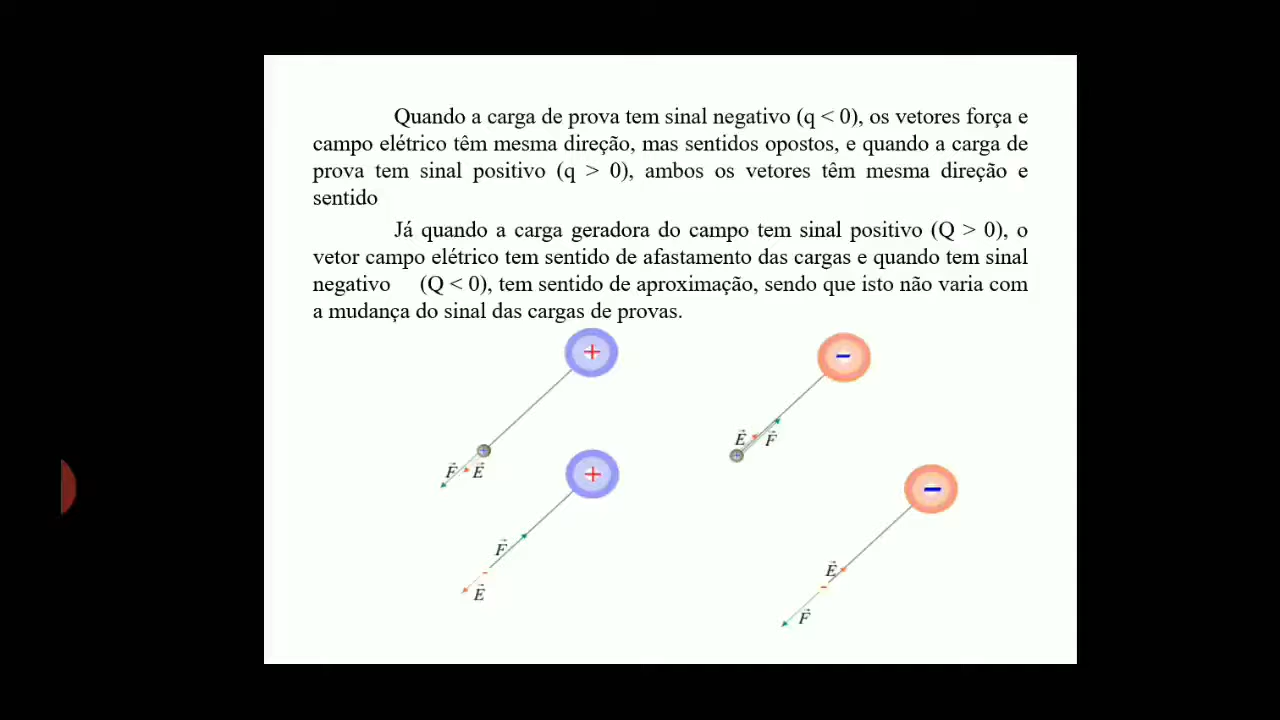 Quando a carga de prova tem sinal negativo (q < 0), os vetores força e
campo elétrico têm mesma direção, mas sentidos opostos, e quando a carga de
prova tem sinal positivo (q > 0), ambos os vetores têm mesma direção e
sentido
Já quando a carga geradora do campo tem sinal positivo (Q > 0), o
vetor campo elétrico tem sentido de afastamento das cargas e quando tem sinal
negativo (Q < 0), tem sentido de aproximação, sendo que isto não varia com
a mudança do sinal das cargas de provas.
+
−
E⃗ F⃗
+
F⃗ E⃗
+
+
−
F⃗
−
E⃗
E⃗
−
F⃗